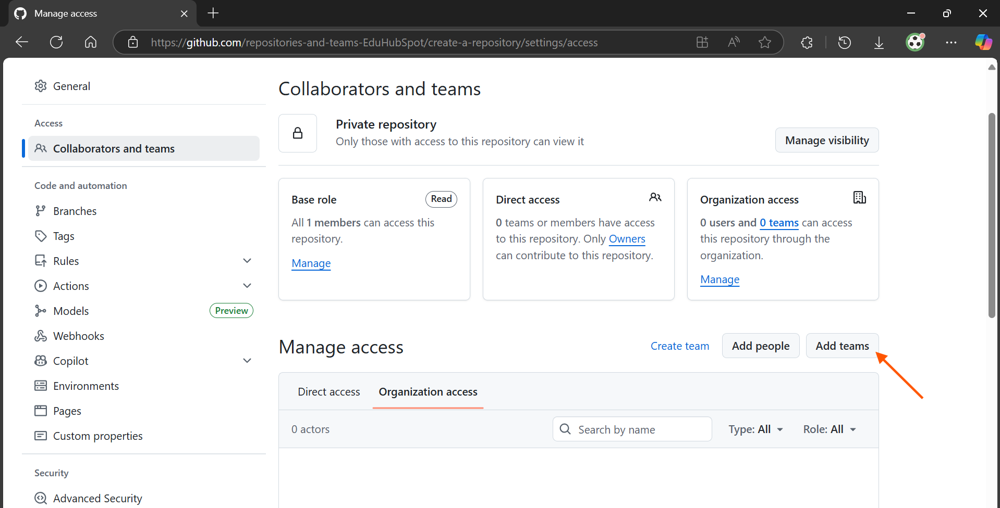 Manage access
https://github.com/repositories-and-teams-EduHubSpot/create-a-repository/settings/access
General
Access
Collaborators and teams
Code and automation
Branches
Tags
Rules
Actions
Models Preview
Webhooks
Copilot
Environments
Pages
Custom properties
Security
Advanced Security
Collaborators and teams
Private repository
Only those with access to this repository can view it
Manage visibility
Base role Read
All 1 members can access this
repository.
Manage
Direct access
0 teams or members have access
to this repository. Only Owners
can contribute to this repository.
Organization access
0 users and 0 teams can access
this repository through the
organization.
Manage
Manage access Create team Add people Add teams
Direct access Organization access
0 actors Search by name Type: All Role: All